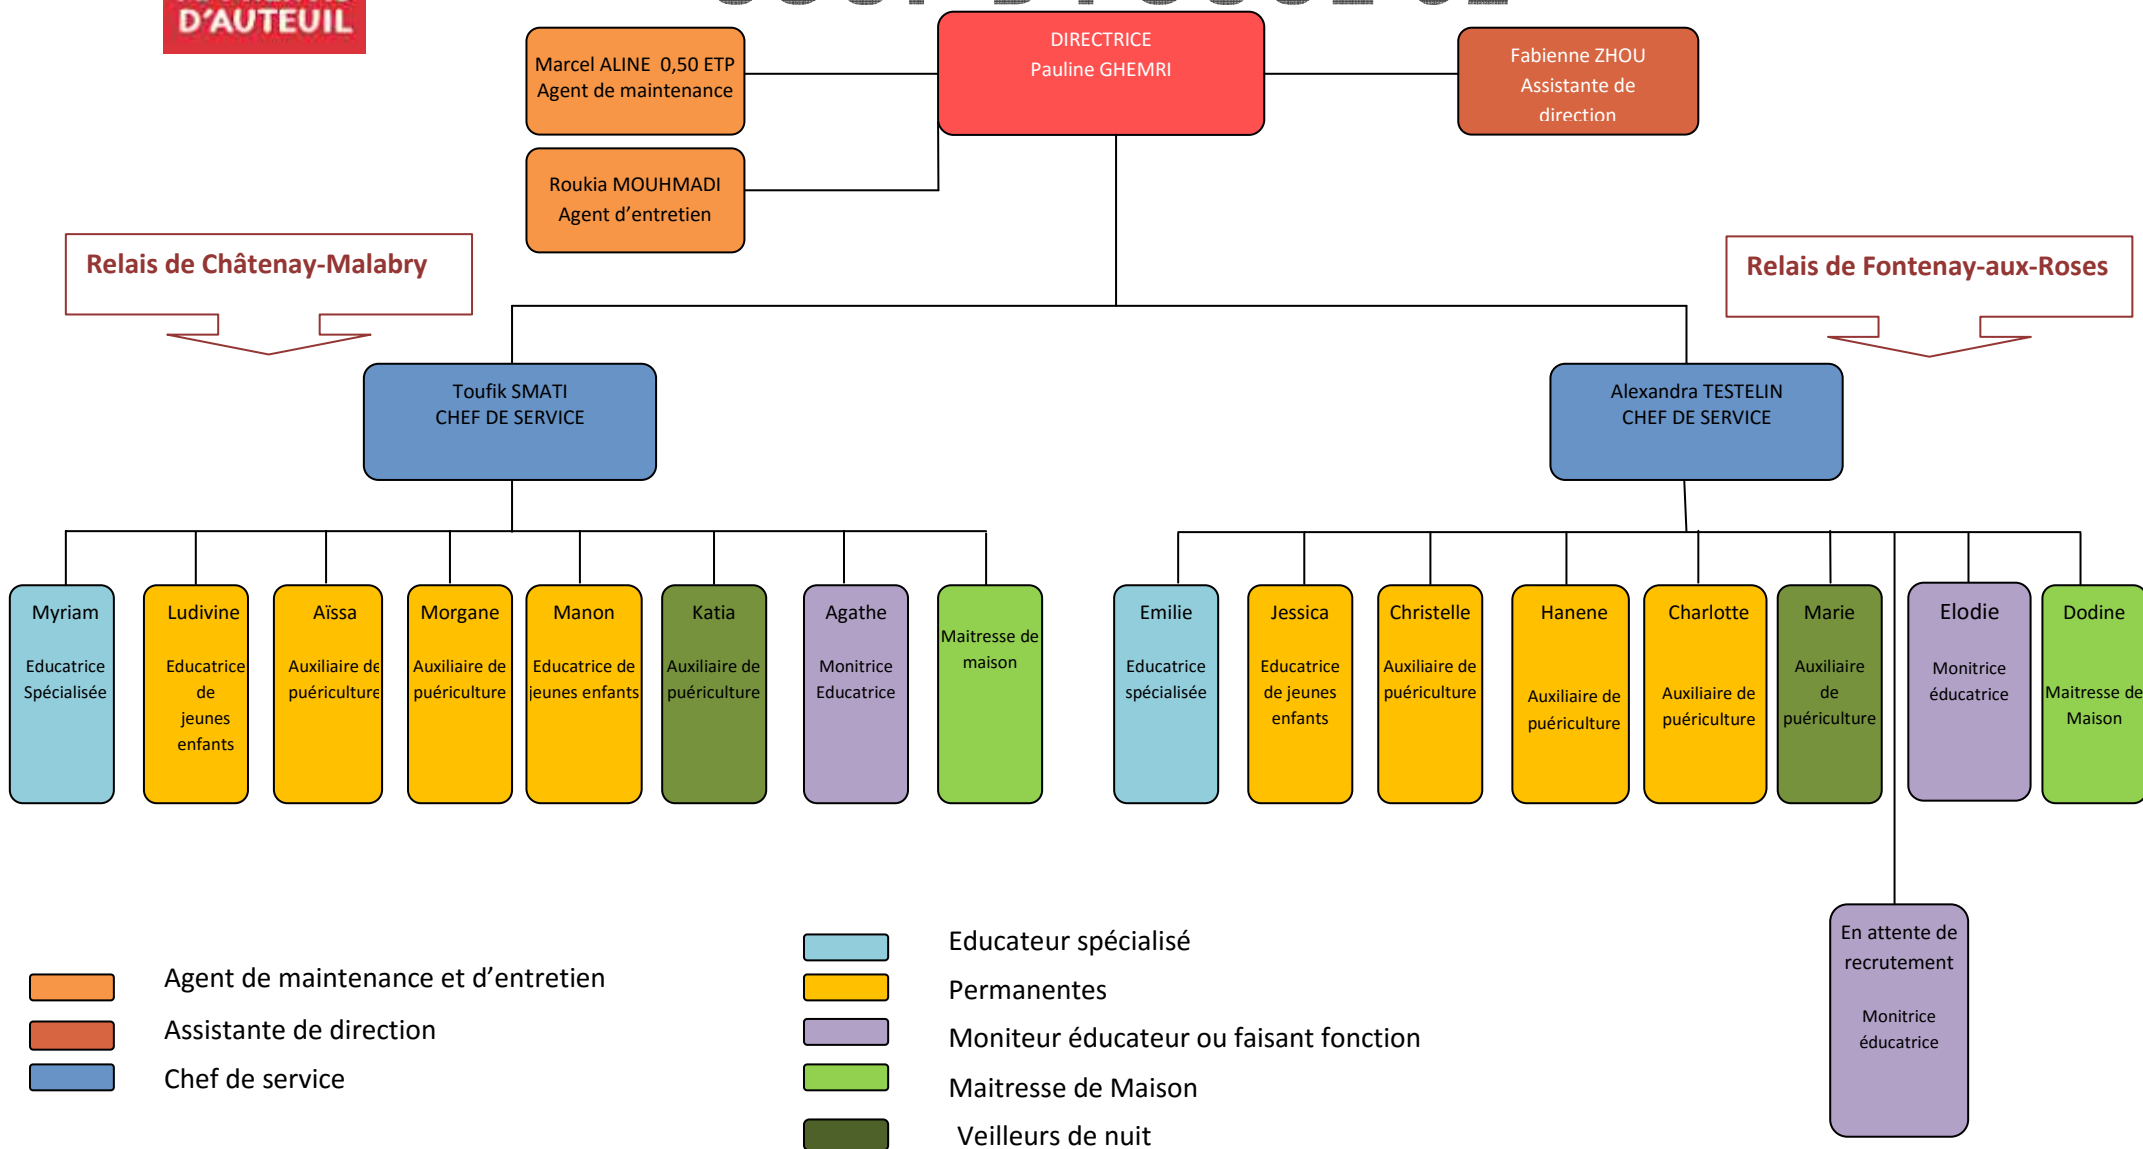 D'AUTEUIL
DIRECTRICE
Pauline GHEMRI
Marcel ALINE  0,50 ETP
Agent de maintenance
Fabienne ZHOU
Assistante de
direction
Roukia MOUHMADI
Agent d'entretien
Relais de Châtenay-Malabry
Relais de Fontenay-aux-Roses
Toufik SMATI
CHEF DE SERVICE
Alexandra TESTELIN
CHEF DE SERVICE
Myriam
Educatrice
Spécialisée
Ludivine
Educatrice
de
jeunes
enfants
Aïssa
Auxiliaire de
puériculture
Morgane
Auxiliaire de
puériculture
Manon
Educatrice de
jeunes enfants
Katia
Auxiliaire de
puériculture
Agathe
Monitrice
Educatrice
Maitresse de
maison
Emilie
Educatrice
spécialisée
Jessica
Educatrice
de jeunes
enfants
Christelle
Auxiliaire de
puériculture
Hanene
Auxiliaire de
puériculture
Charlotte
Auxiliaire de
puériculture
Marie
Auxiliaire
de
puériculture
Elodie
Monitrice
éducatrice
Dodine
Maitresse de
Maison
En attente de
recrutement
Monitrice
éducatrice
Agent de maintenance et d'entretien
Assistante de direction
Chef de service
Educateur spécialisé
Permanentes
Moniteur éducateur ou faisant fonction
Maitresse de Maison
Veilleurs de nuit